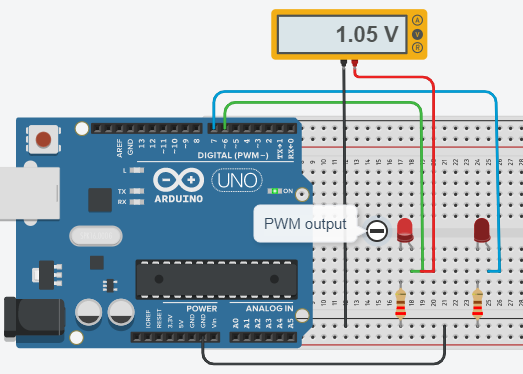 1.05 V
A
V
R
AREF
GND
13
12
~11
~10
~9
8
7
~6
~5
4
~3
2
TX→1
RX←0
DIGITAL (PWM~)
L
TX
RX
UNO
ARDUINO
ON
PWM output
POWER
ANALOG IN
IOREF
RESET
3.3V
5V
GND
GND
Vin
A0
A1
A2
A3
A4
A5